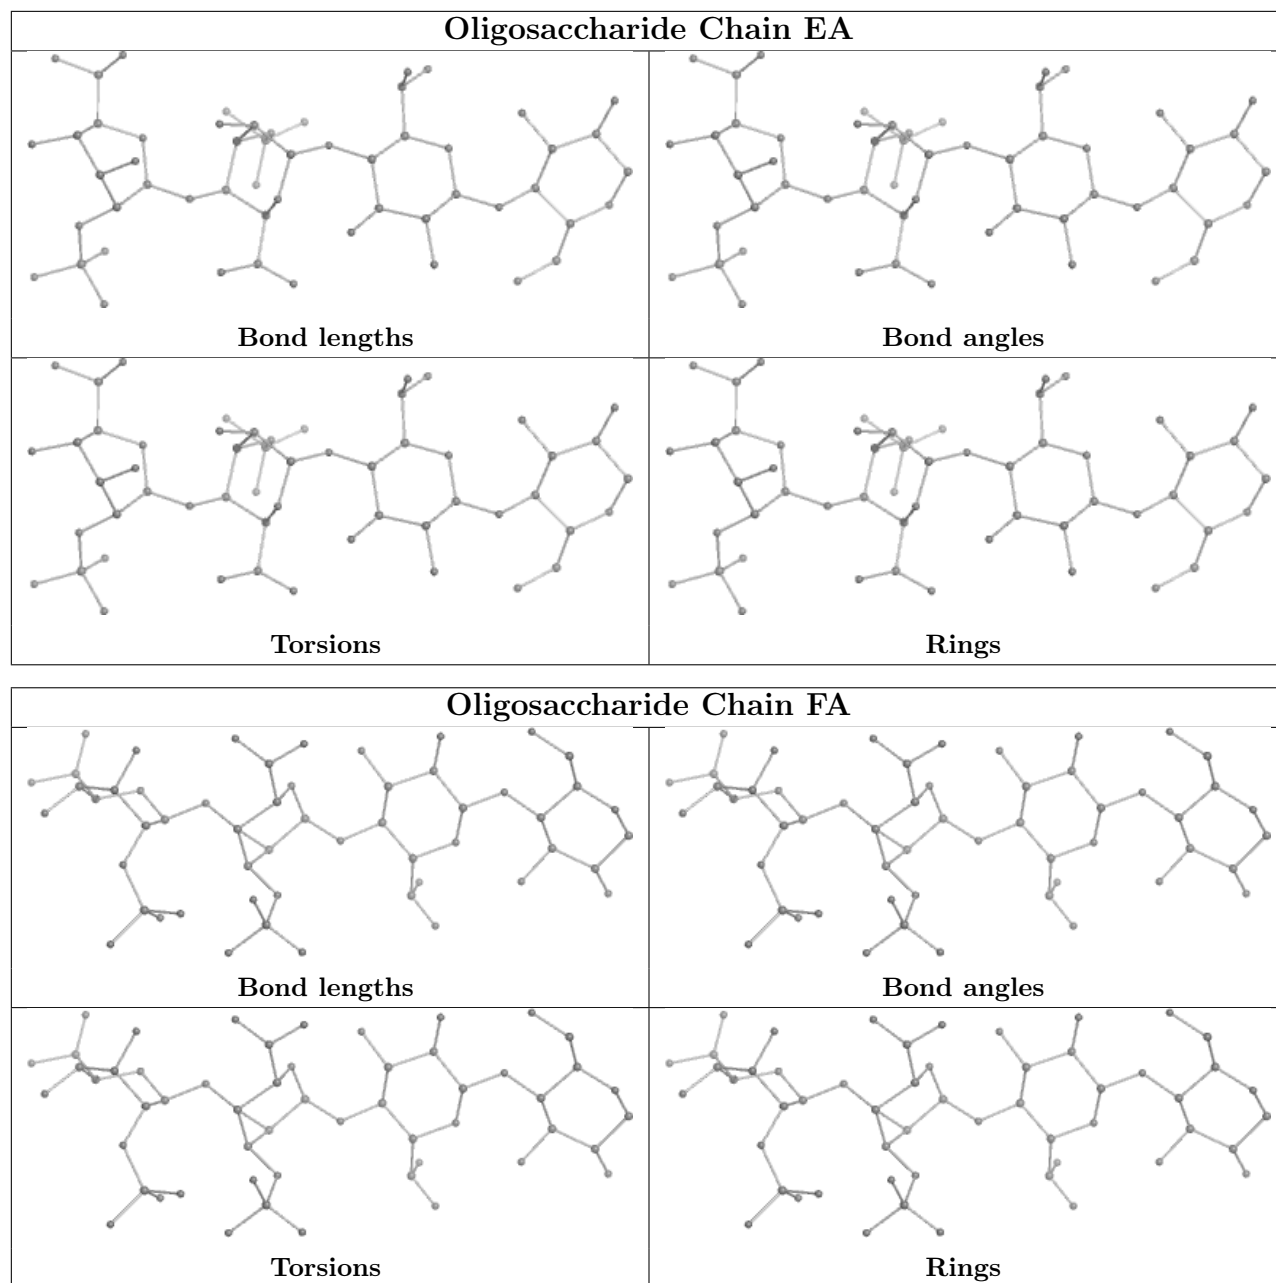 Oligosaccharide Chain EA
Bond lengths
Bond angles
Torsions
Rings
Oligosaccharide Chain FA
Bond lengths
Bond angles
Torsions
Rings